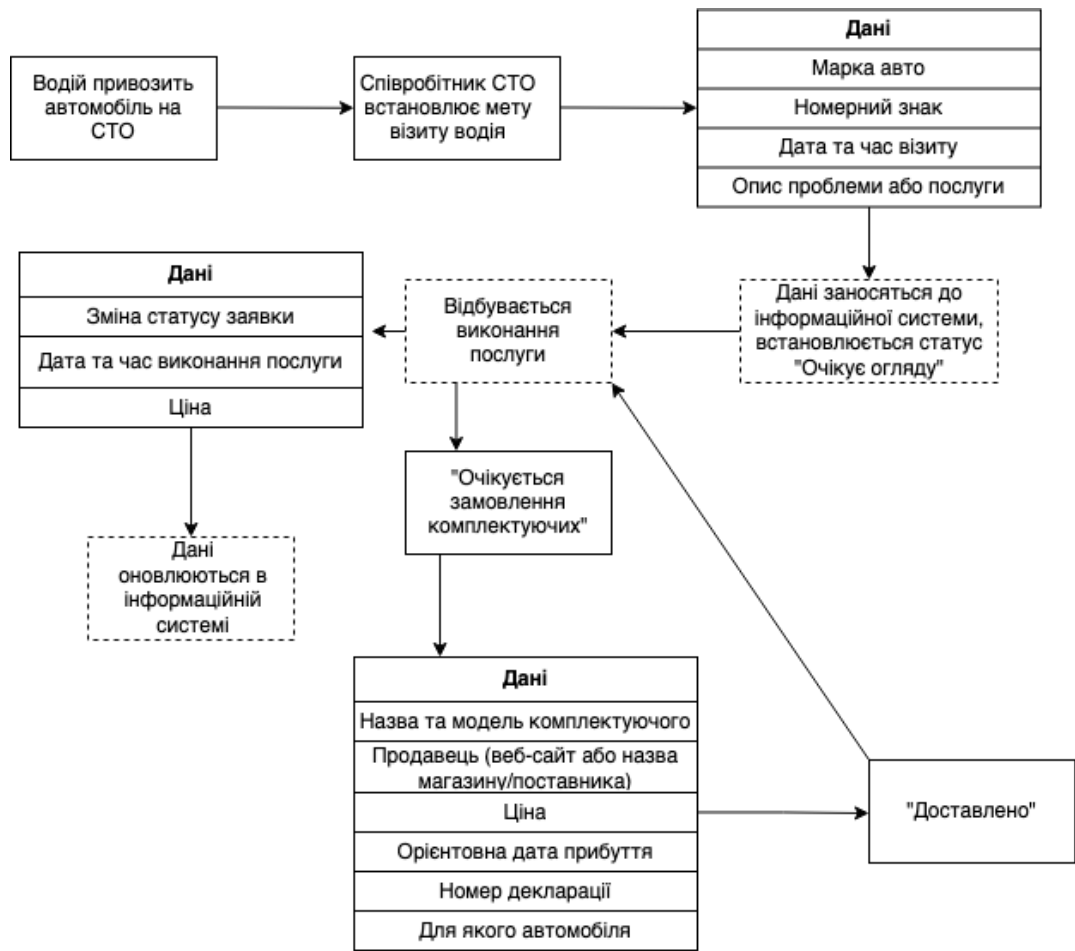 Водій привозить
автомобіль на
СТО
Співробітник СТО
встановлює мету
візиту водія
Дані
Марка авто
Номерний знак
Дата та час візиту
Опис проблеми або послуги
Дані
Зміна статусу заявки
Дата та час виконання послуги
Ціна
Відбувається
виконання
послуги
Дані заносяться до
інформаційної системи,
встановлюється статус
"Очікує огляду"
"Очікується
замовлення
комплектуючих"
Дані
оновлюються в
інформаційній
системі
Дані
Назва та модель комплектуючого
Продавець (веб-сайт або назва
магазину/поставника)
Ціна
Орієнтовна дата прибуття
Номер декларації
Для якого автомобіля
"Доставлено"